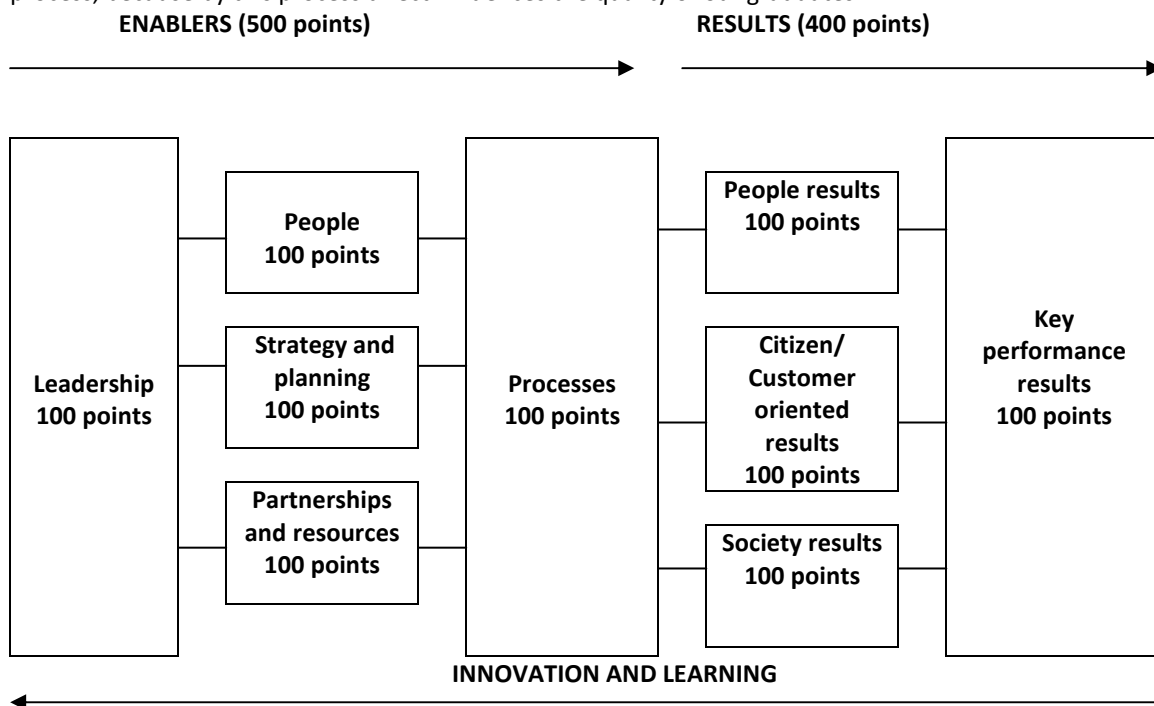 ENABLERS (500 points)
RESULTS (400 points)
Leadership
100 points
People
100 points
Strategy and
planning
100 points
Partnerships
and resources
100 points
Processes
100 points
People results
100 points
Citizen/
Customer
oriented
results
100 points
Society results
100 points
Key
performance
results
100 points
INNOVATION AND LEARNING